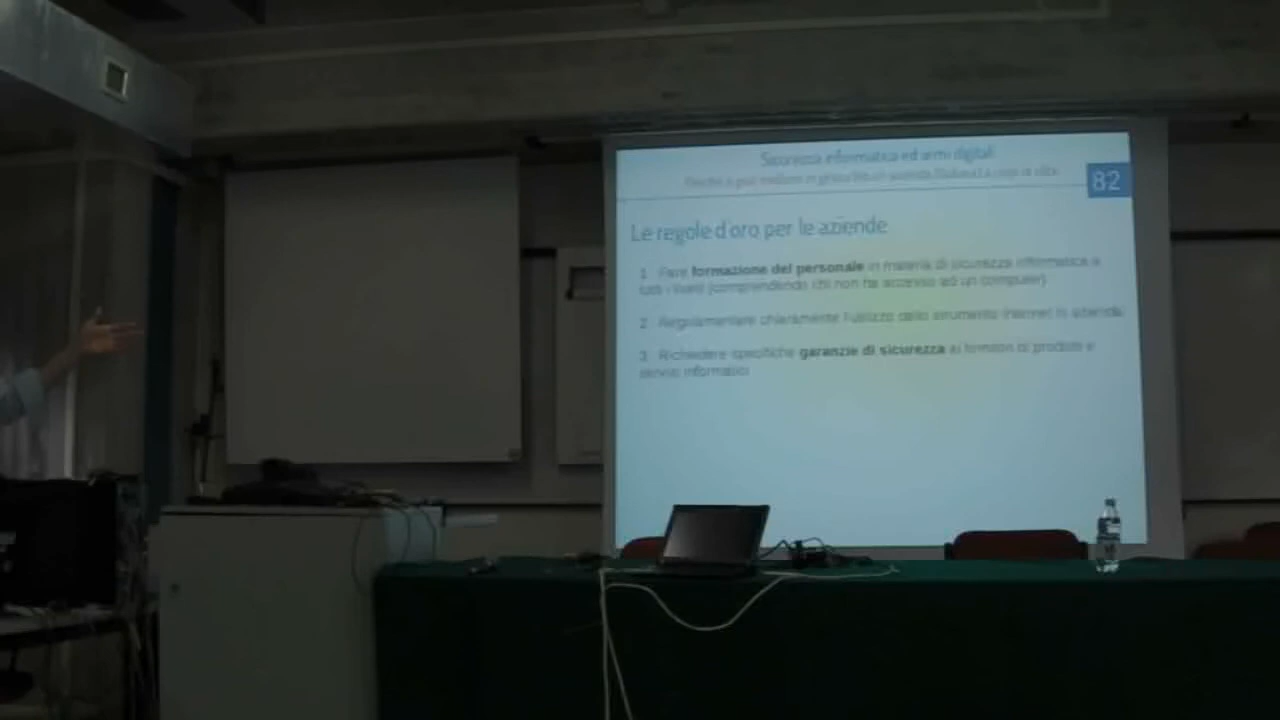 Sicurezza informatica ed armi digitali
82
Le regole d'oro per le aziende
1 Fare formazione del personale in materia di sicurezza informatica a
tutti i livelli (comprendendo chi non ha accesso ad un computer)
2 Regolamentare chiaramente l'utilizzo dello strumento Internet in azienda
3 Richiedere specifiche garanzie di sicurezza ai fornitori di prodotti e
servizi informatici